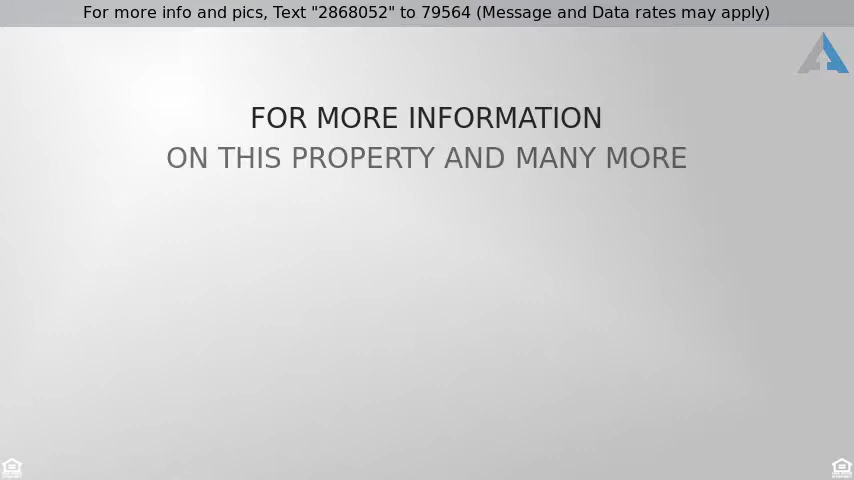 For more info and pics, Text "2868052" to 79564 (Message and Data rates may apply)
FOR MORE INFORMATION
ON THIS PROPERTY AND MANY MORE